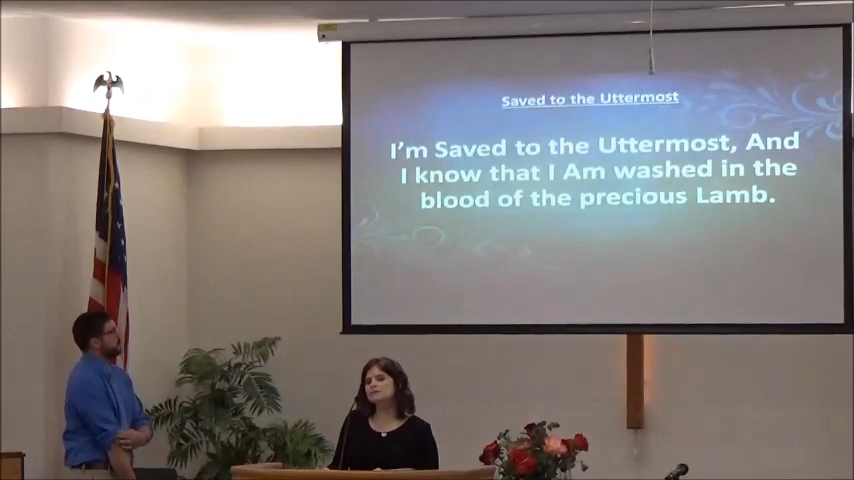 Saved to the Uttermost
I'm Saved to the Uttermost, And
I know that I Am washed in the
blood of the precious Lamb.